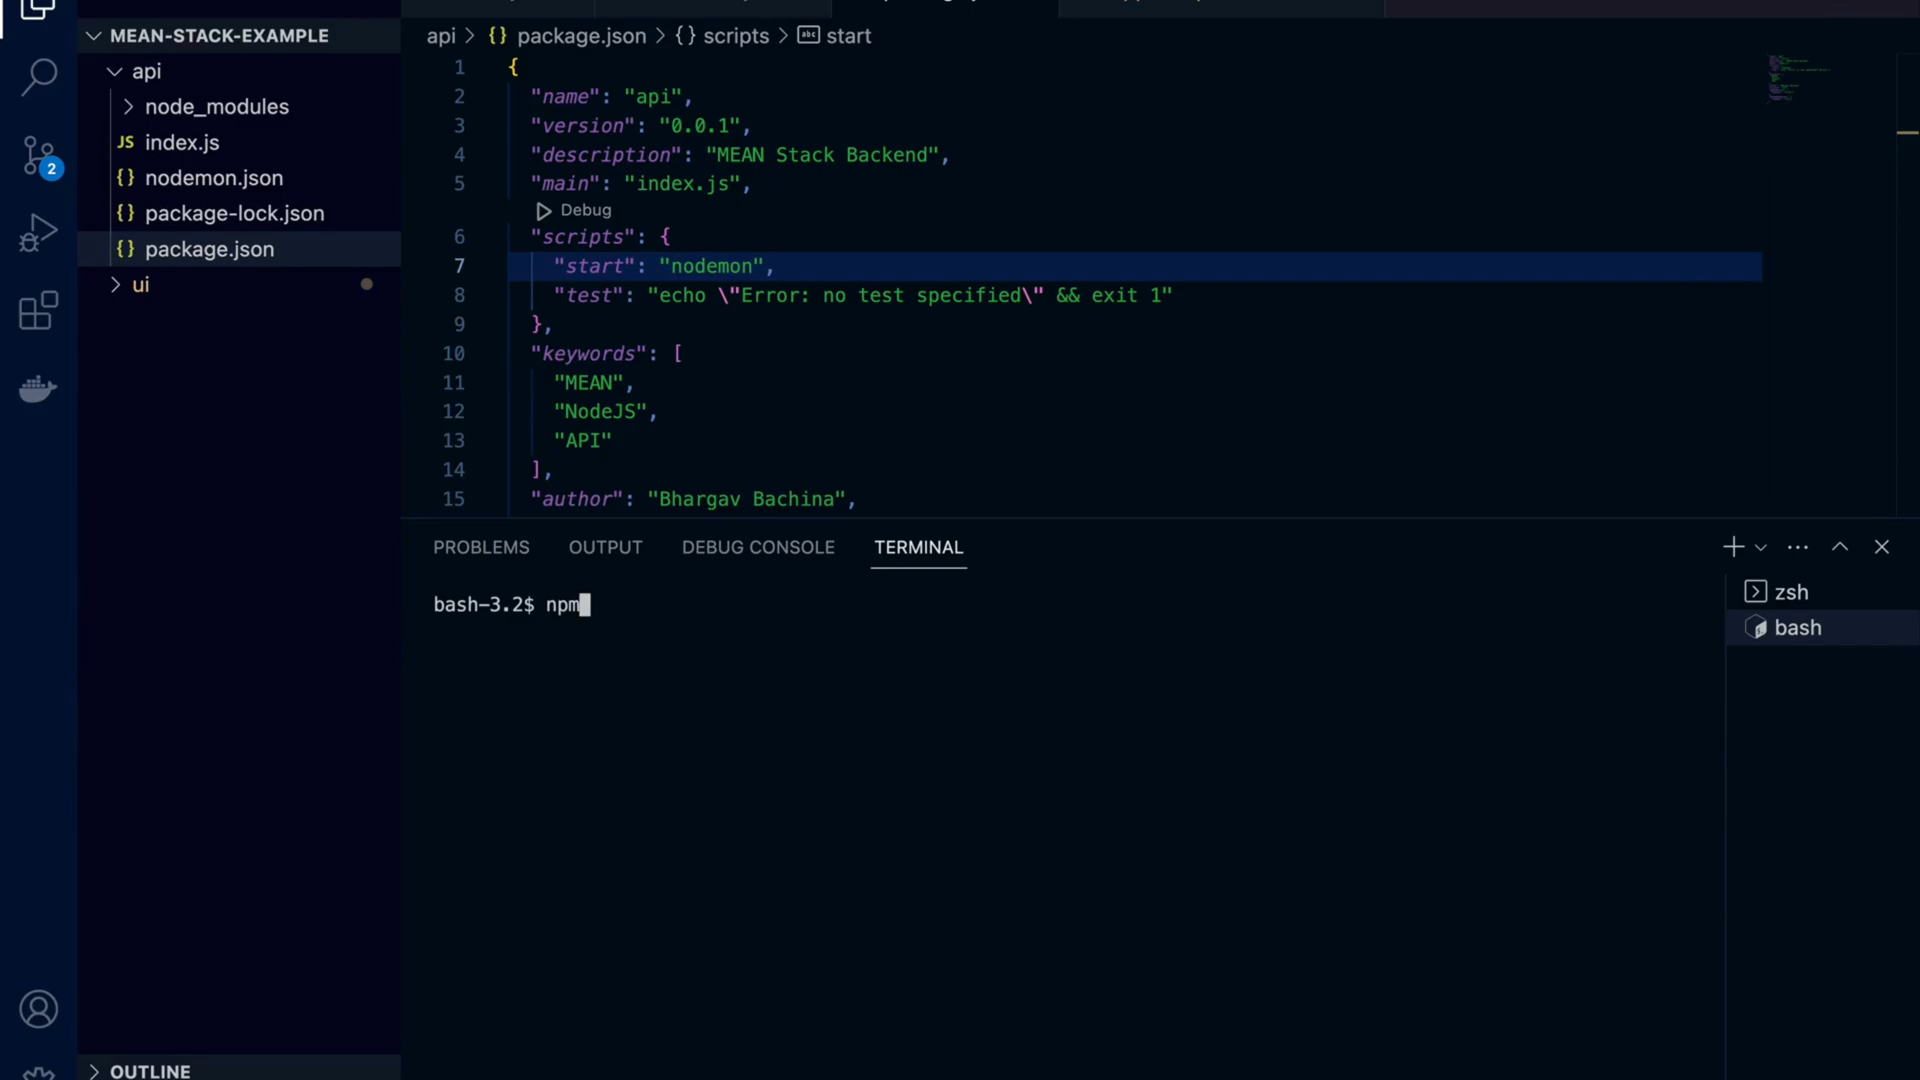 MEAN-STACK-EXAMPLE
api
node_modules
JS index.js
{} nodemon.json
{} package-lock.json
{} package.json
ui
2
OUTLINE
api > {} package.json > {} scripts > abc start
1 {
2 "name": "api",
3 "version": "0.0.1",
4 "description": "MEAN Stack Backend",
5 "main": "index.js",
Debug
6 "scripts": {
7 "start": "nodemon",
8 "test": "echo \"Error: no test specified\" && exit 1"
9 },
10 "keywords": [
11 "MEAN",
12 "NodeJS",
13 "API"
14 ],
15 "author": "Bhargav Bachina",
PROBLEMS OUTPUT DEBUG CONSOLE TERMINAL
bash-3.2$ npm
zsh
bash